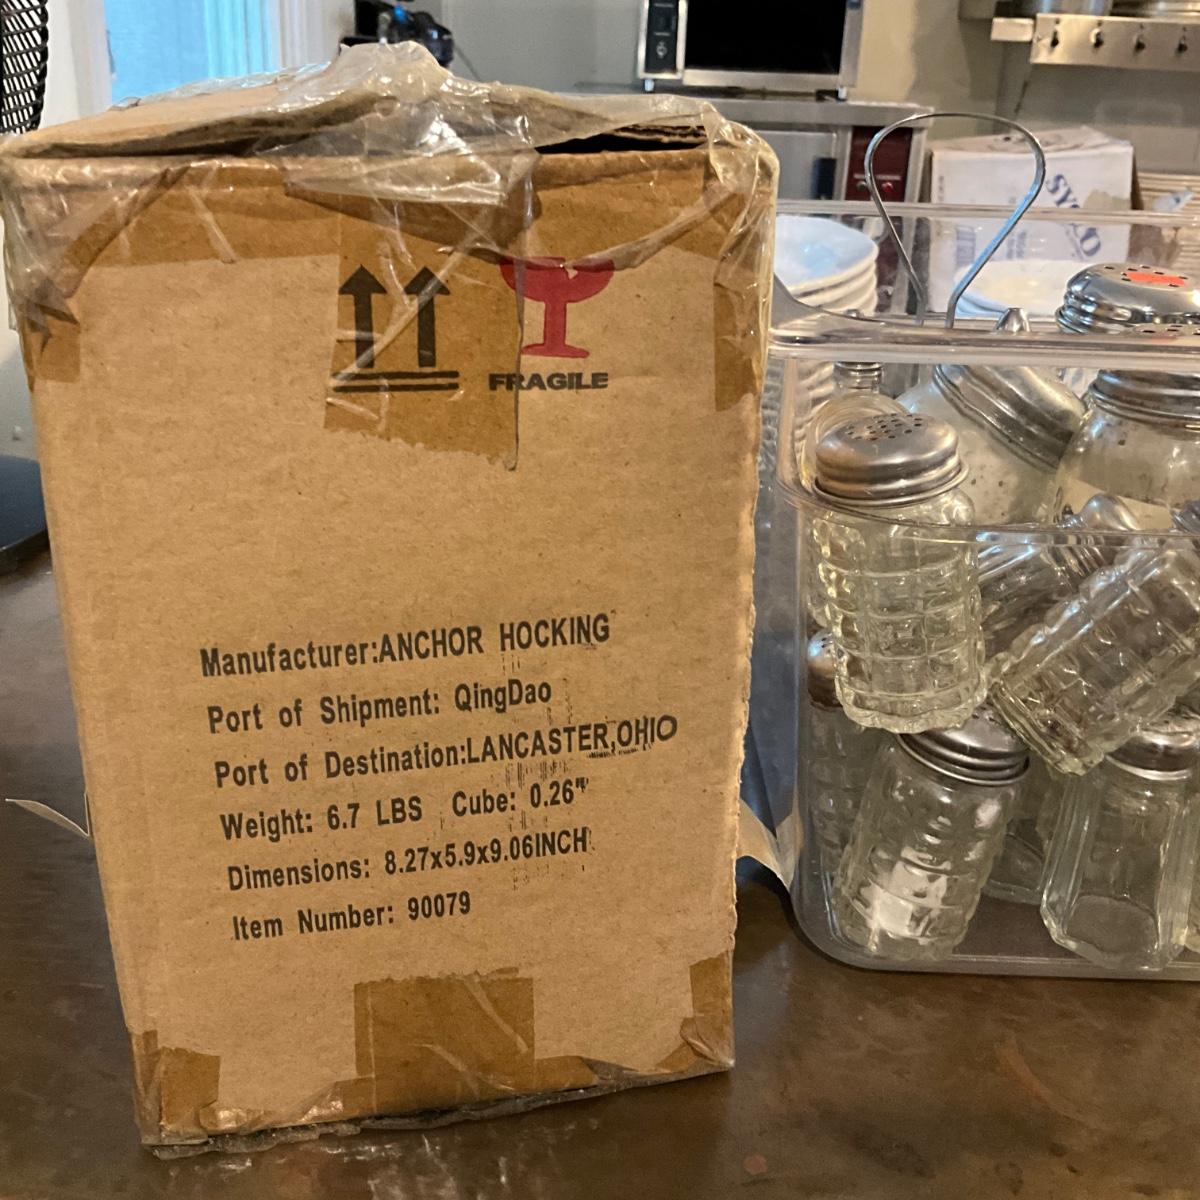 SYSCO
FRAGILE
Manufacturer:ANCHOR HOCKING
Port of Shipment: QingDao
Port of Destination:LANCASTER,OHIO
Weight: 6.7 LBS Cube: 0.26"
Dimensions: 8.27x5.9x9.06INCH
Item Number: 90079